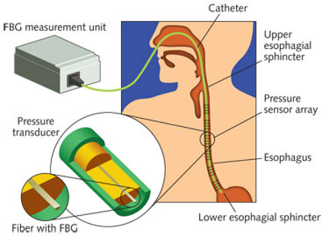 Catheter
FBG measurement unit
Upper
esophagial
sphincter
Pressure
sensor array
Pressure
transducer
Esophagus
Lower esophagial sphincter
Fiber with FBG